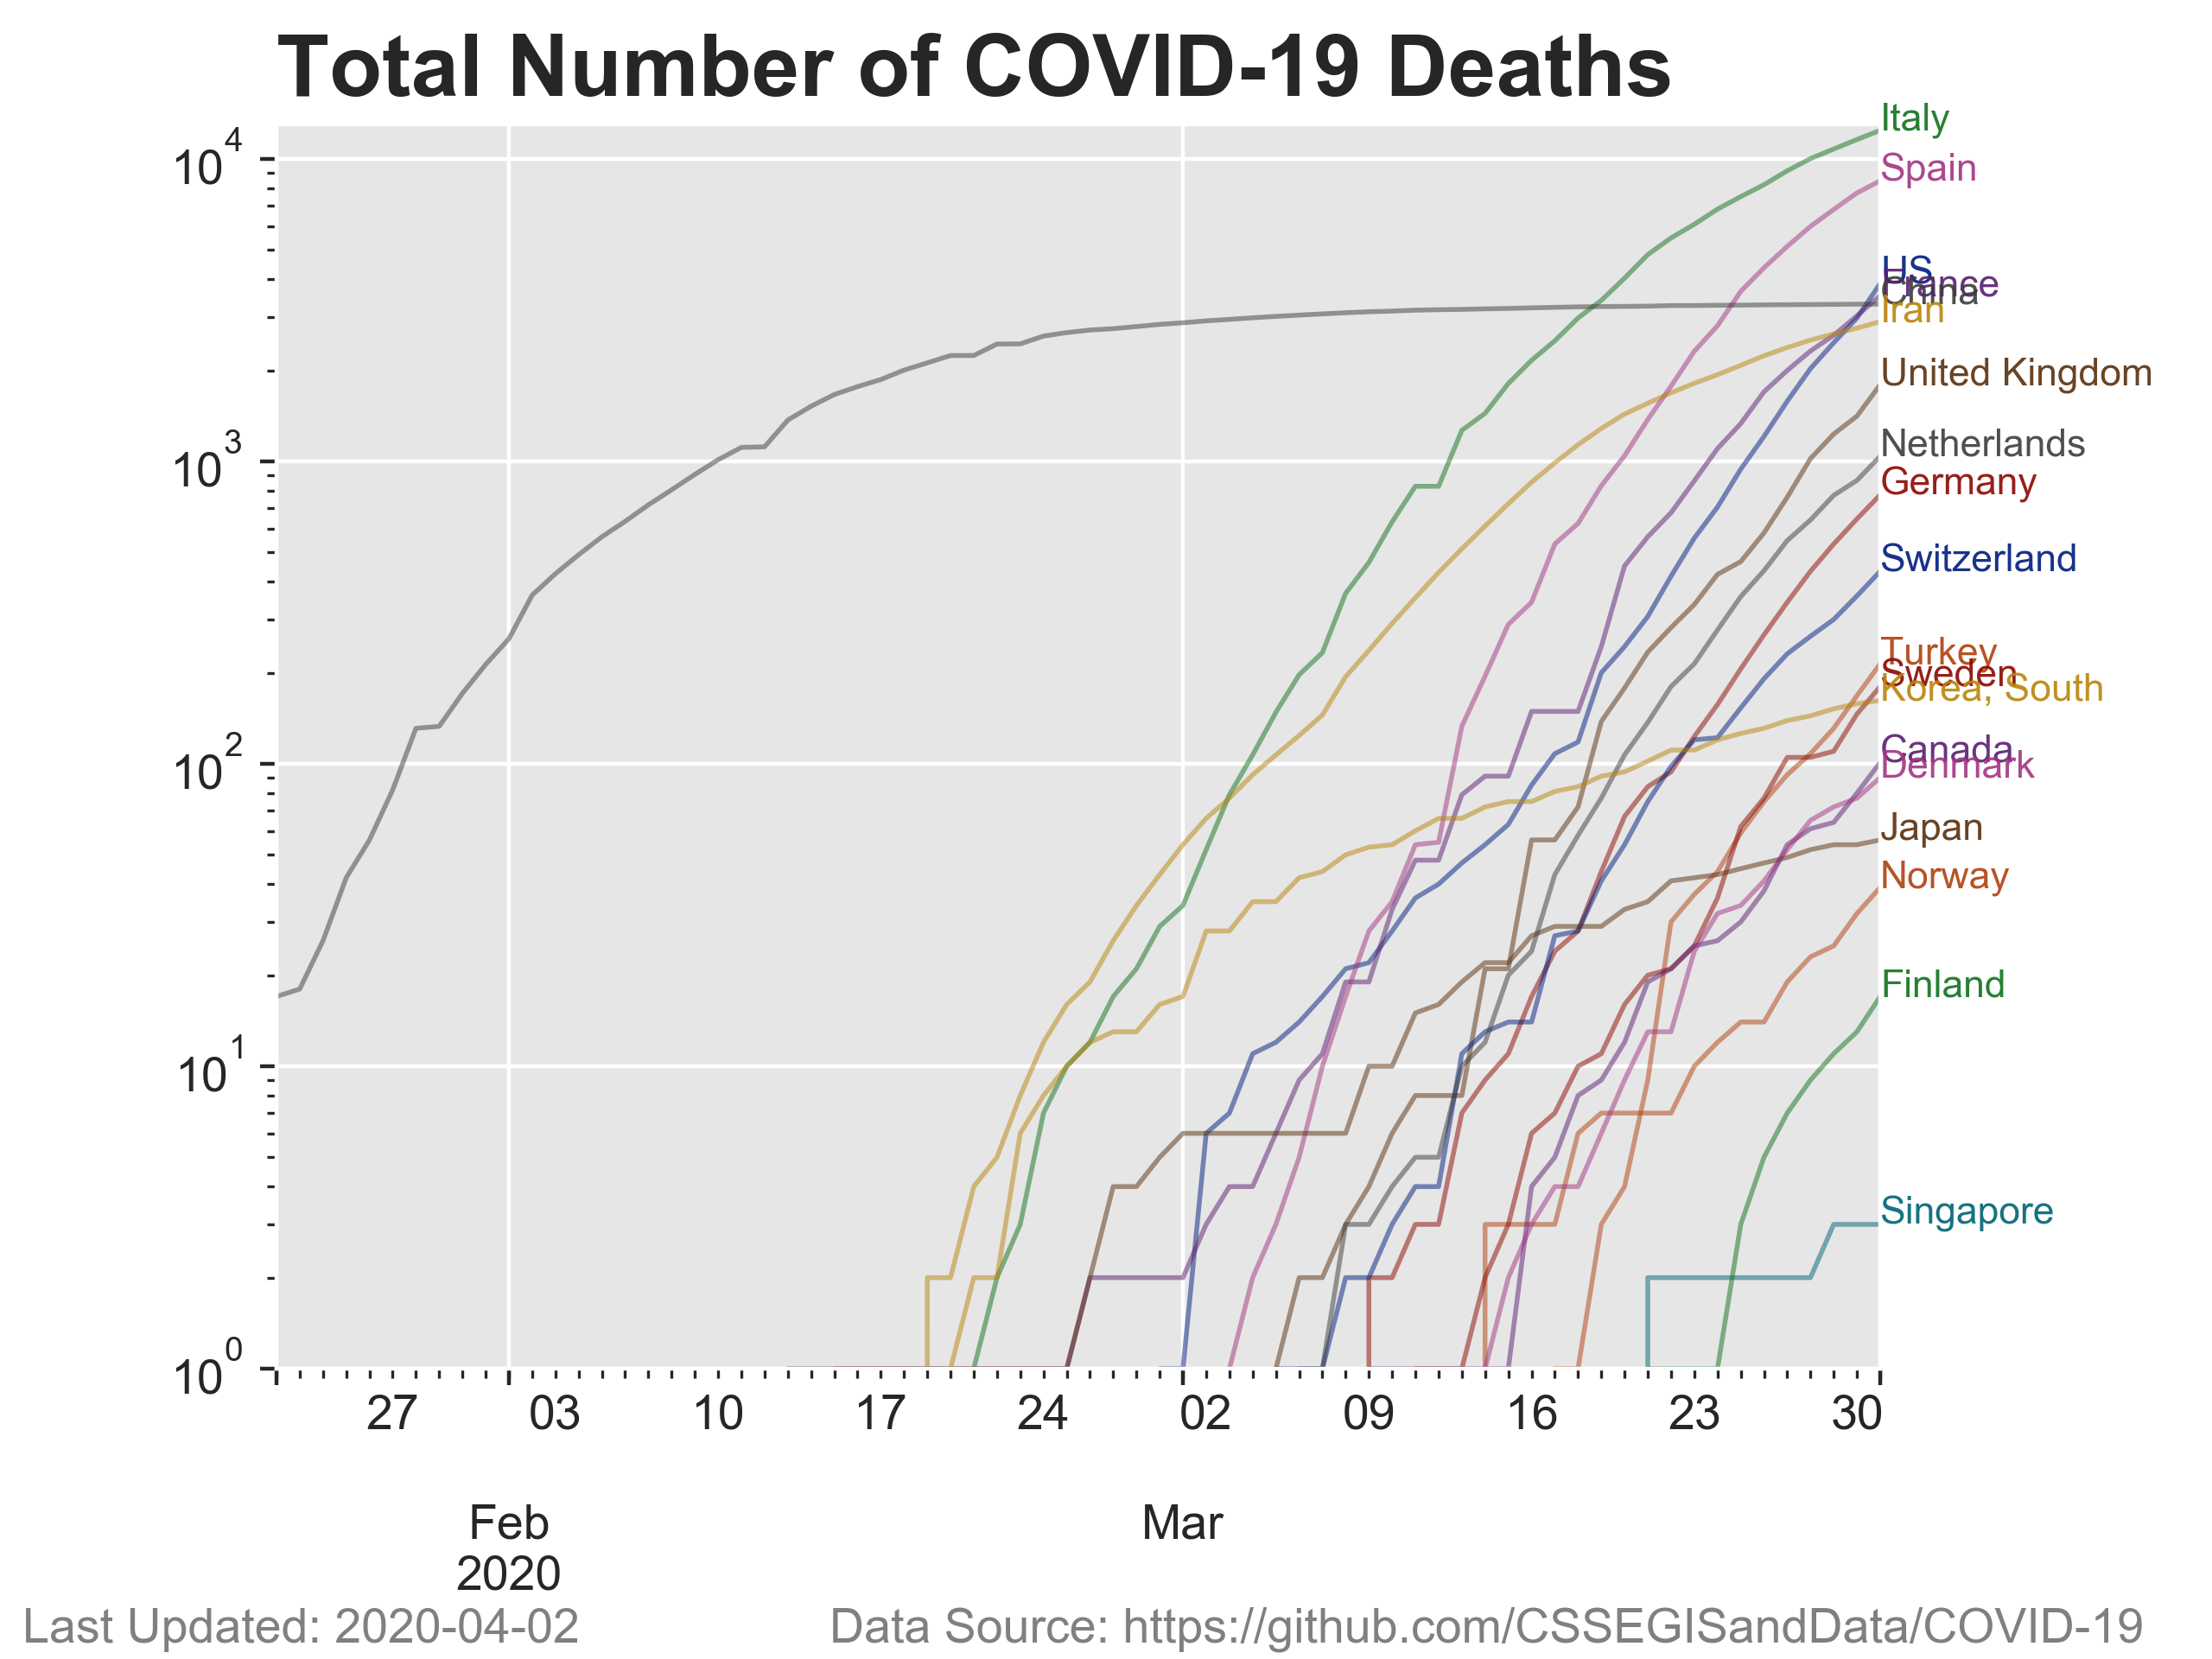 Total Number of COVID-19 Deaths
10^4
10^3
10^2
10^1
10^0
Italy
Spain
US
France
China
Iran
United Kingdom
Netherlands
Germany
Switzerland
Turkey
Sweden
Korea, South
Canada
Denmark
Japan
Norway
Finland
Singapore
27 03 10 17 24 02 09 16 23 30
Feb Mar
2020
Last Updated: 2020-04-02 Data Source: https://github.com/CSSEGISandData/COVID-19